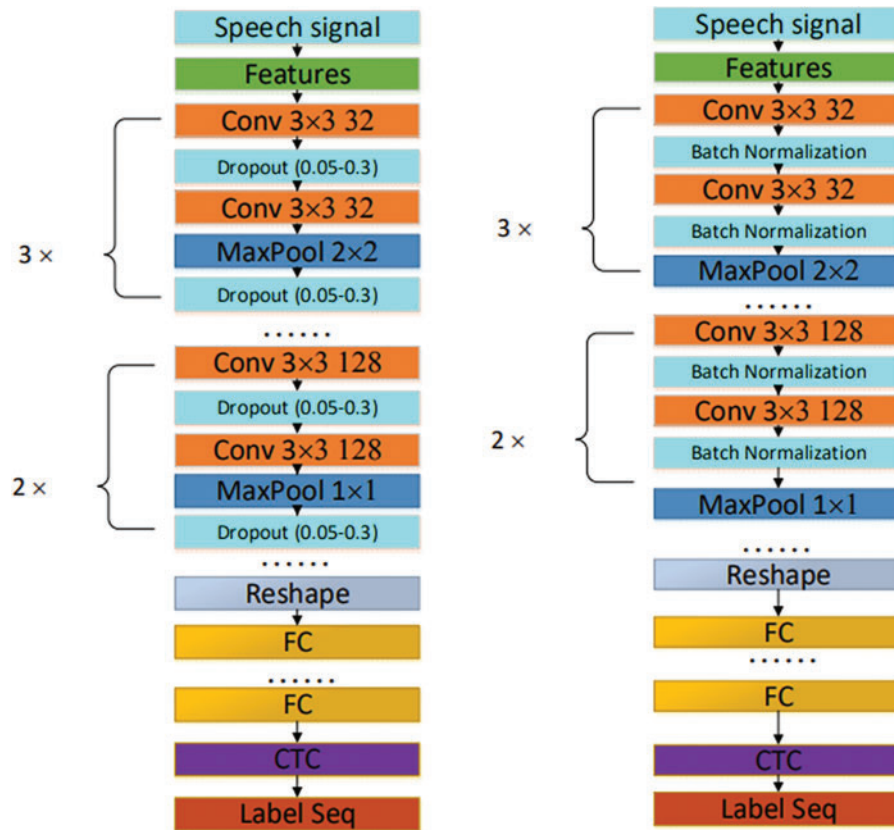 Speech signal
Features
Conv 3×3 32
Dropout (0.05-0.3)
Conv 3×3 32
MaxPool 2×2
Dropout (0.05-0.3)
3 ×
......
Conv 3×3 128
Dropout (0.05-0.3)
Conv 3×3 128
MaxPool 1×1
Dropout (0.05-0.3)
2 ×
......
Reshape
FC
......
FC
CTC
Label Seq
Speech signal
Features
Conv 3×3 32
Batch Normalization
Conv 3×3 32
Batch Normalization
MaxPool 2×2
3 ×
......
Conv 3×3 128
Batch Normalization
Conv 3×3 128
Batch Normalization
2 ×
MaxPool 1×1
......
Reshape
FC
......
FC
CTC
Label Seq